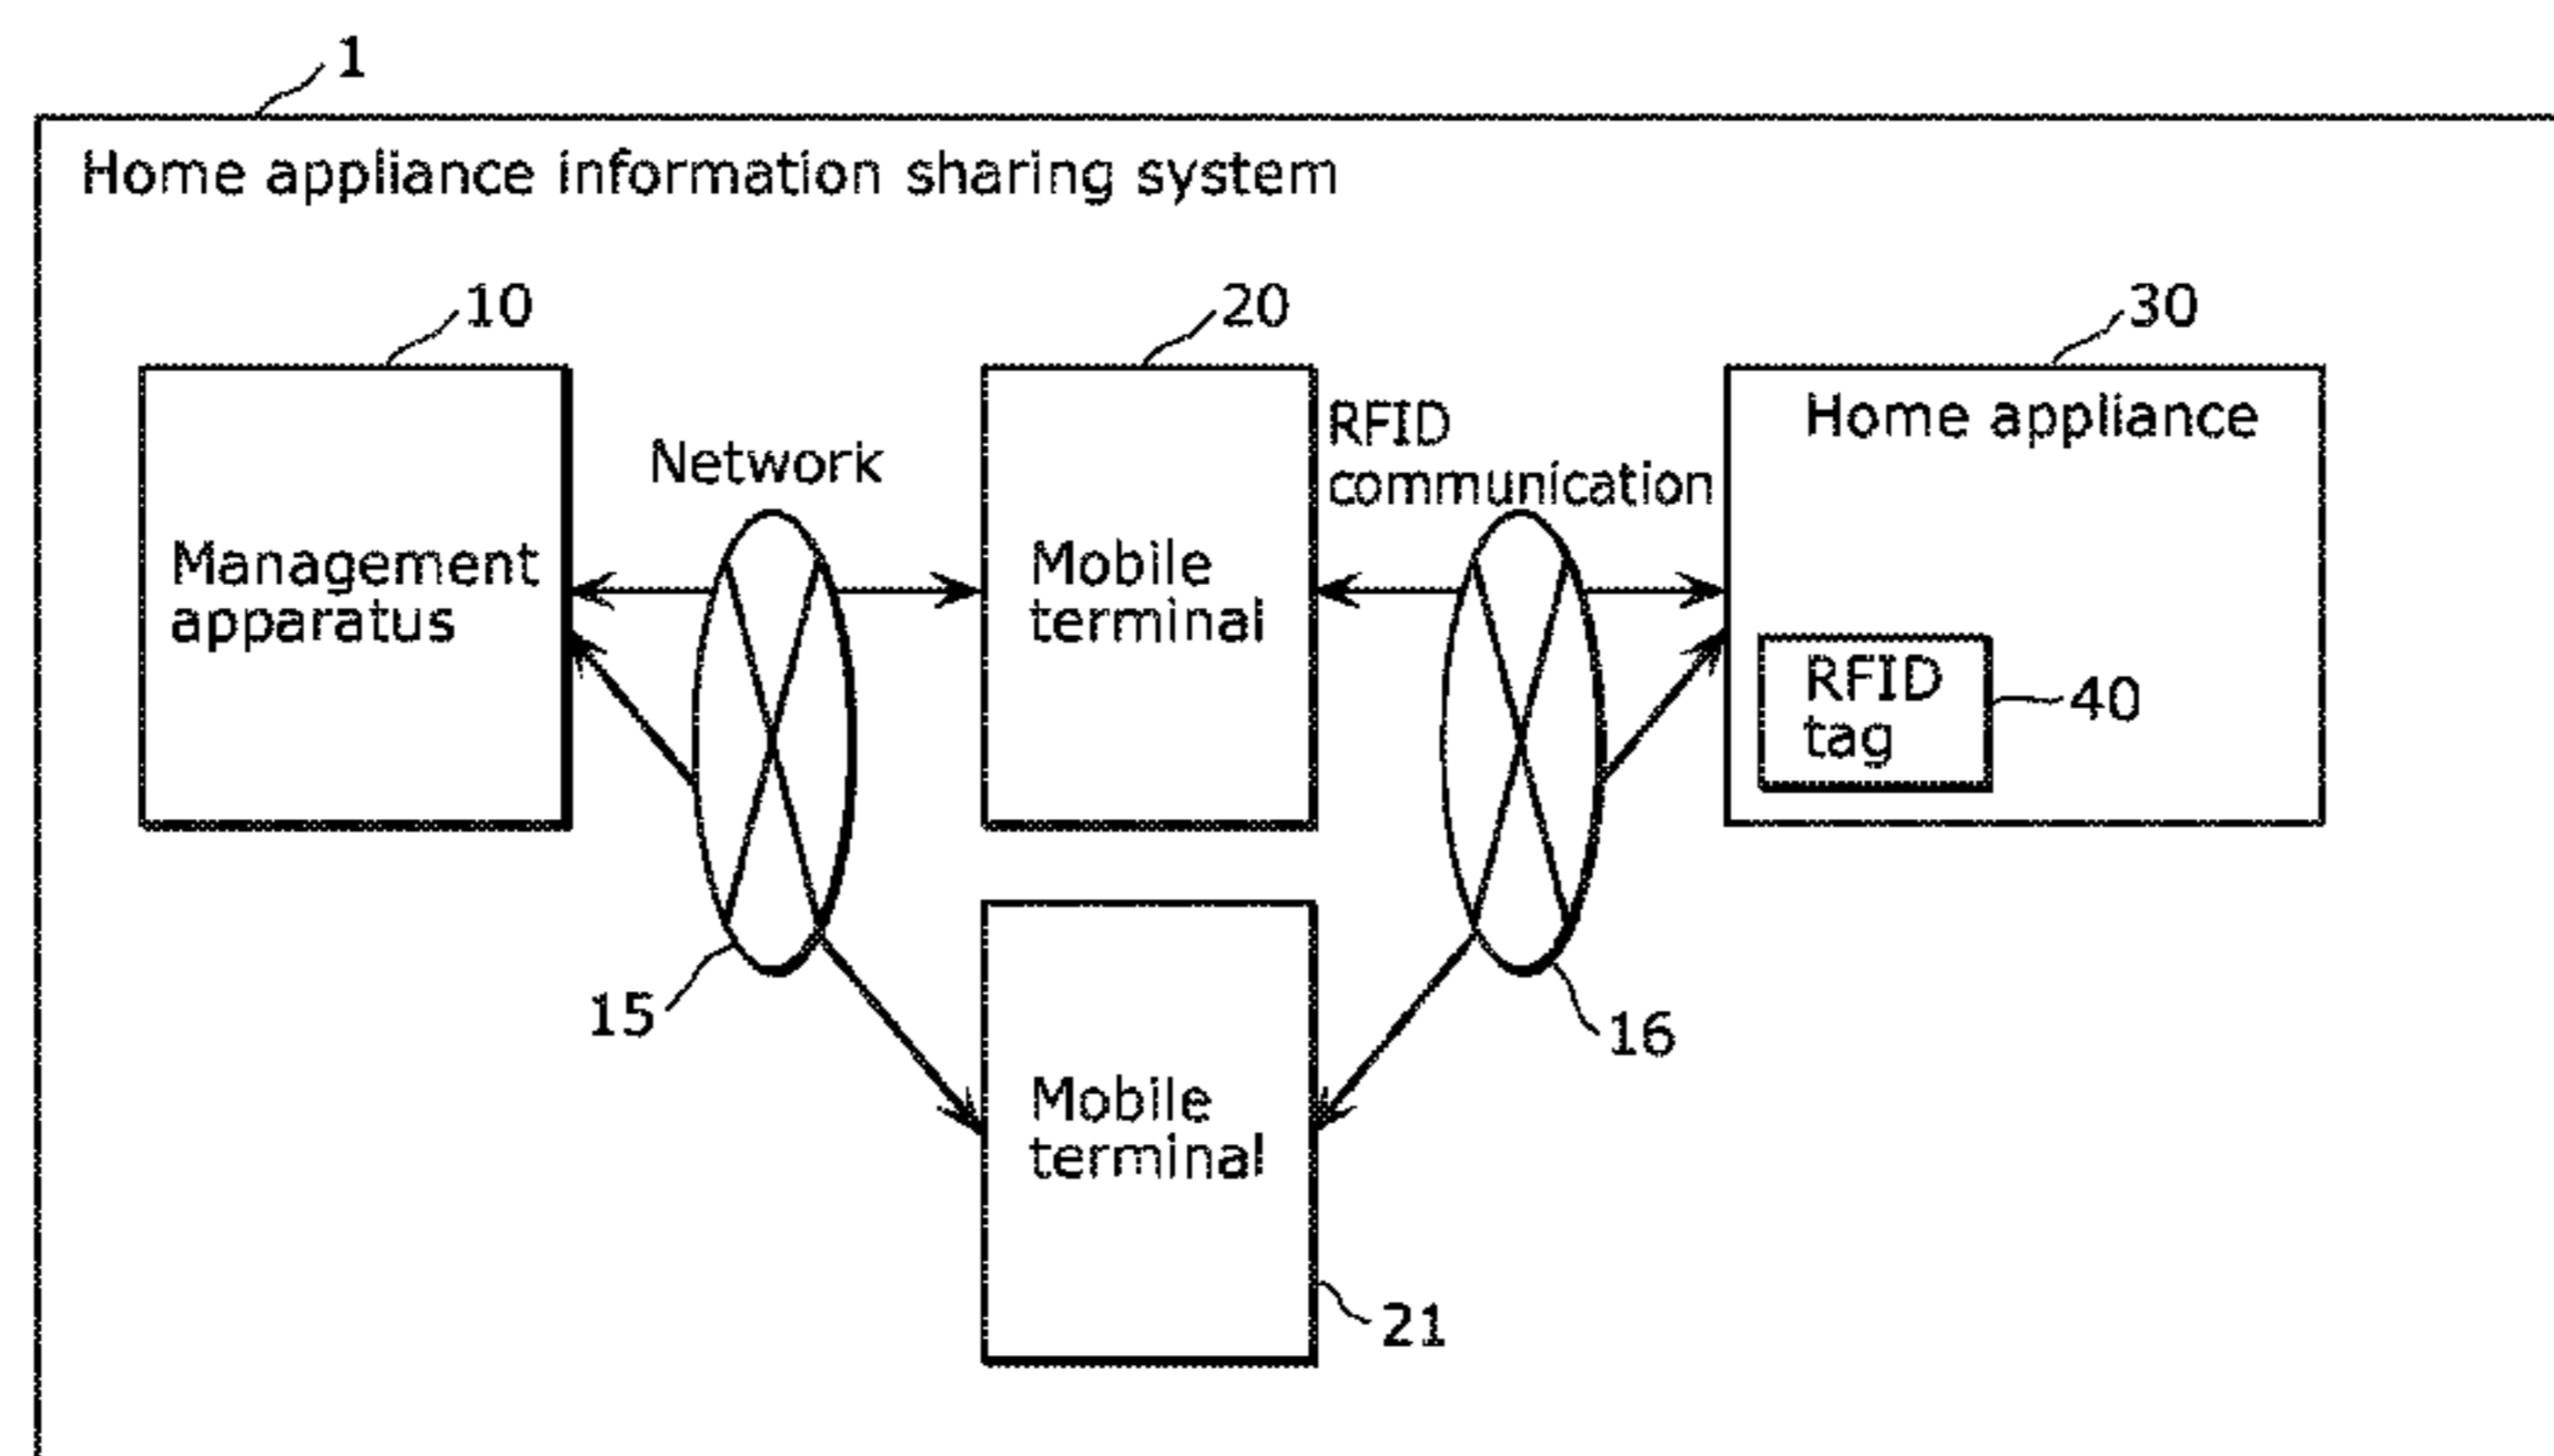 1
Home appliance information sharing system
10
20
30
Home appliance
RFID
communication
Network
Management
apparatus
Mobile
terminal
RFID
tag
40
15
16
Mobile
terminal
21